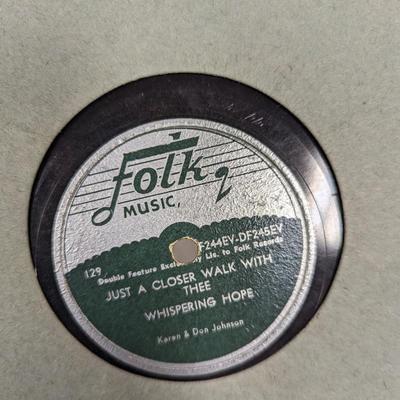 Folk
MUSIC
129
F244EV-DF245EV
Double Feature Lic. to Folk Records
JUST A CLOSER WALK WITH
THEE
WHISPERING HOPE
Karen & Don Johnson